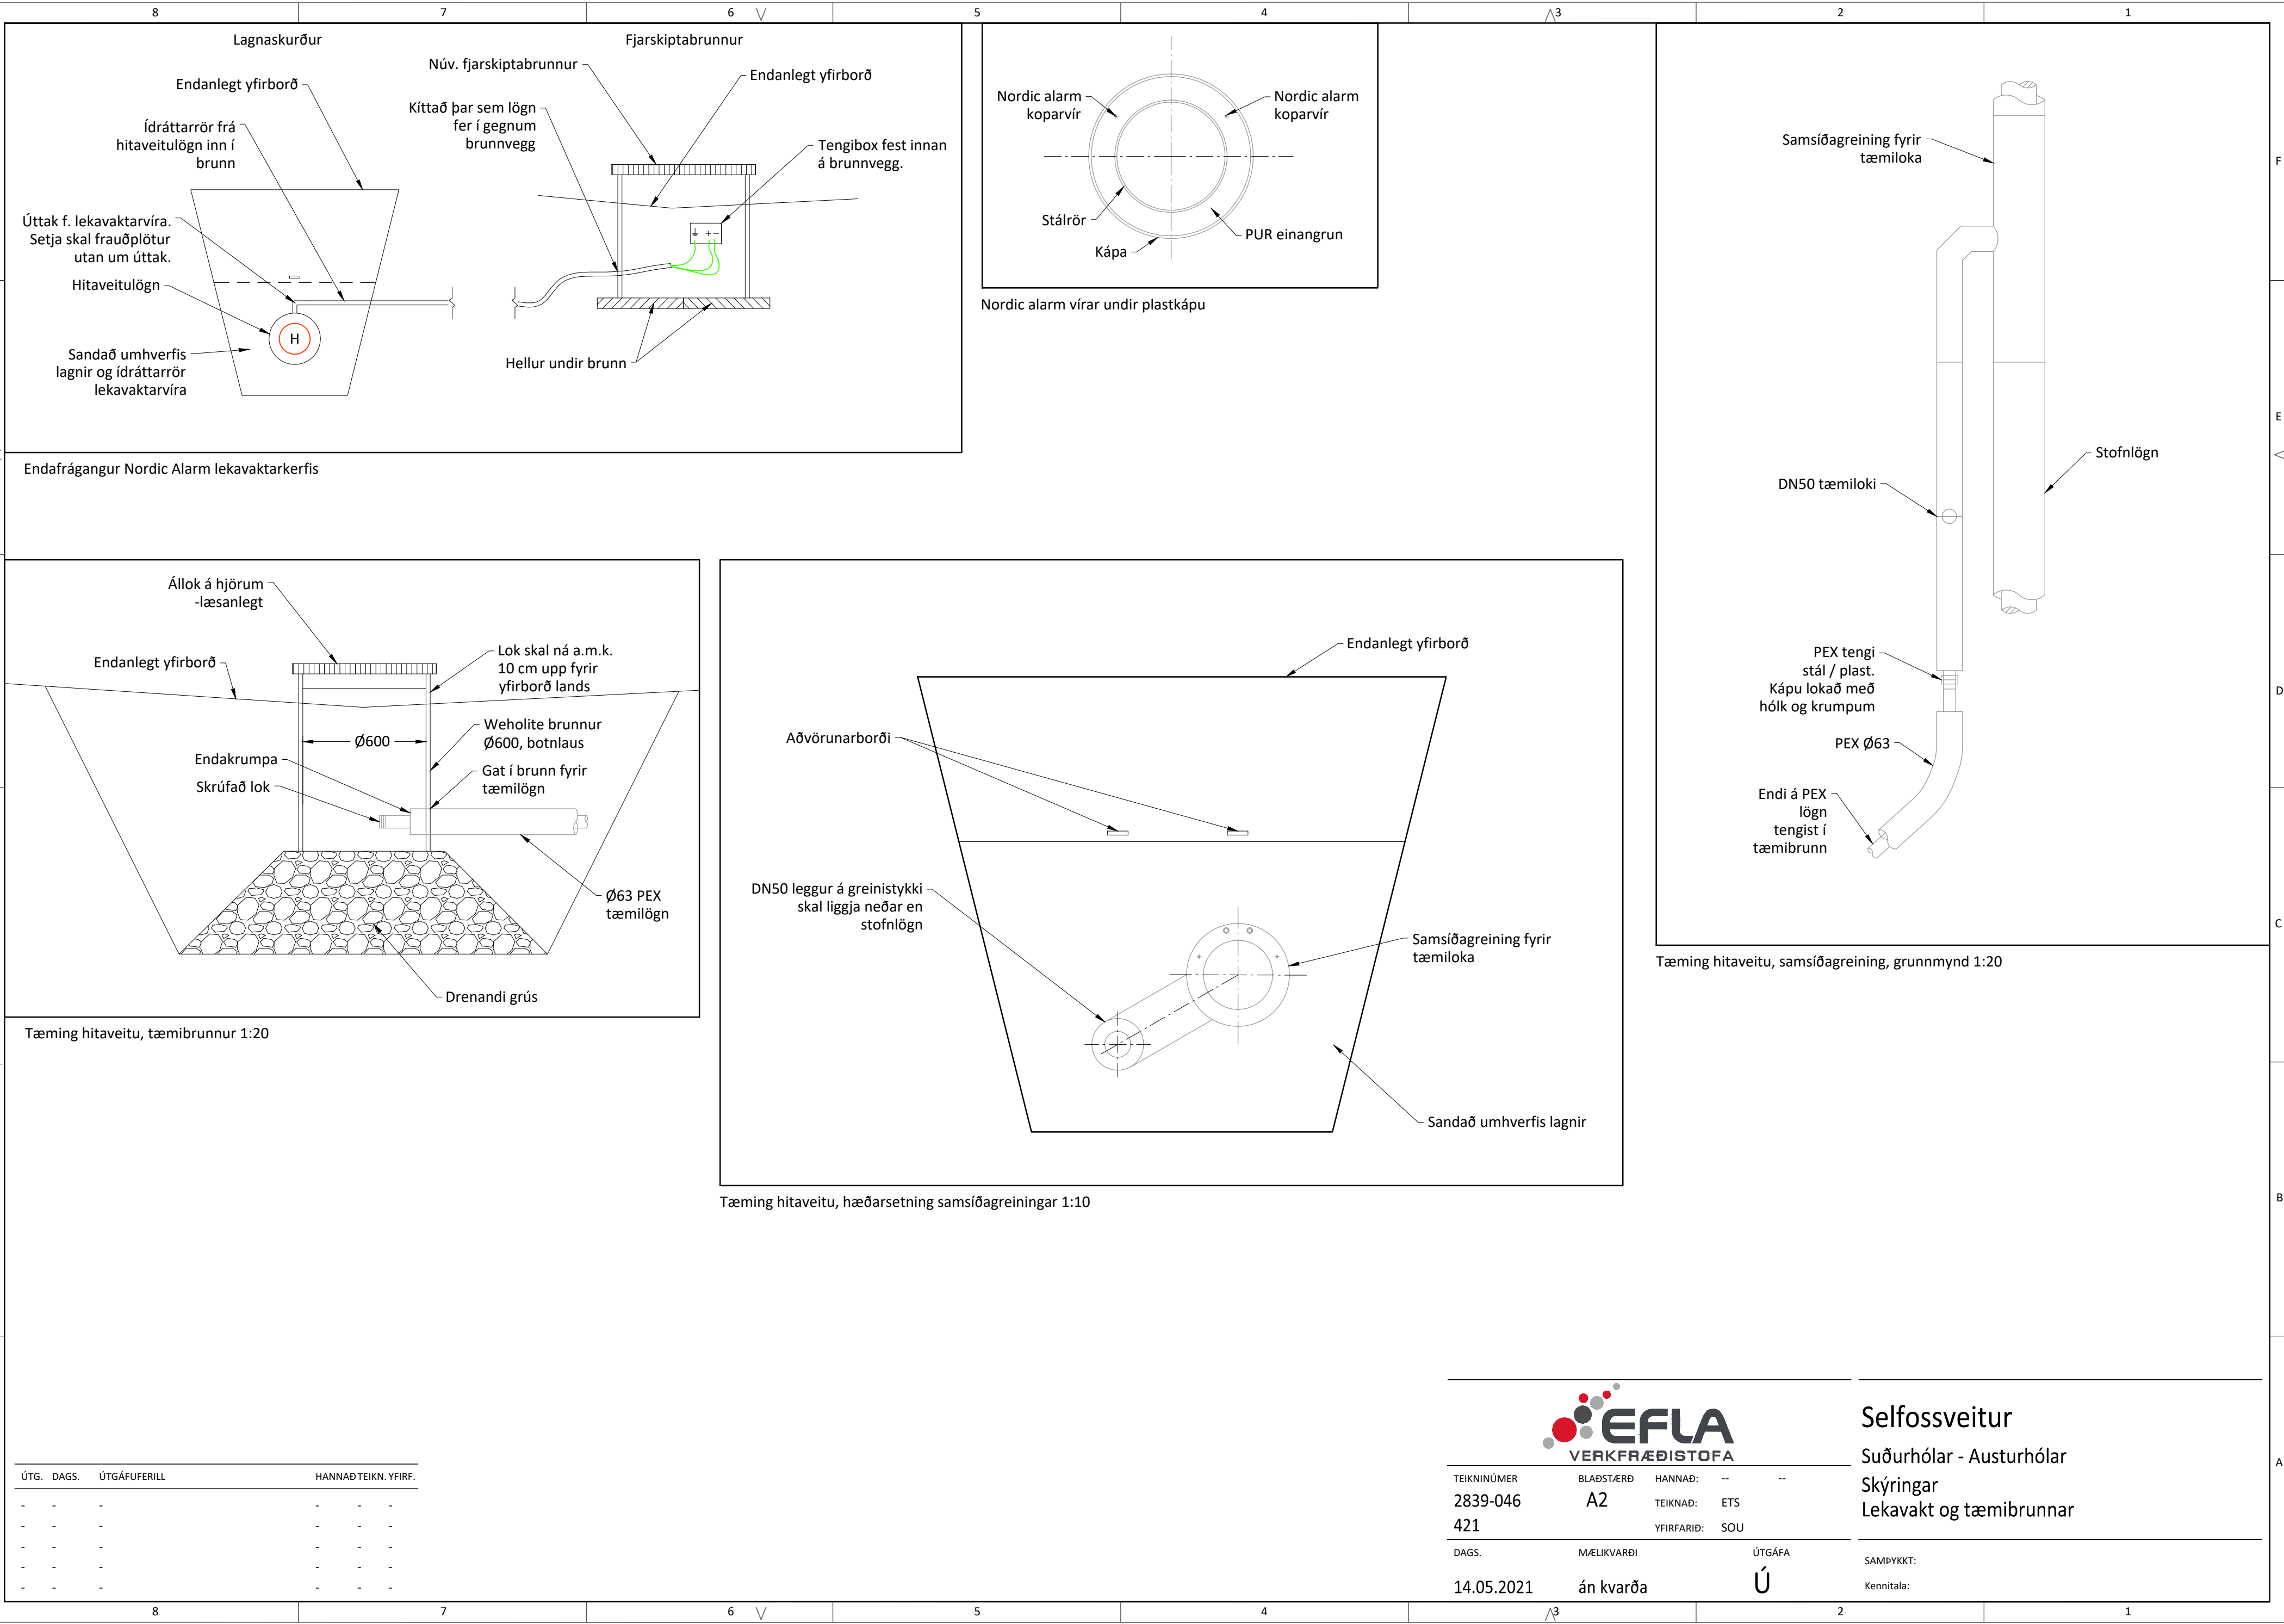 8 7 6 5 4 3 2 1
F
E
D
C
B
A
Lagnaskurður
Endanlegt yfirborð
Ídráttarrör frá
hitaveitulögn inn í
brunn
Úttak f. lekavaktarvíra.
Setja skal frauðplötur
utan um úttak.
Hitaveitulögn
H
Sandað umhverfis
lagnir og ídráttarrör
lekavaktarvíra
Fjarskiptabrunnur
Núv. fjarskiptabrunnur
Endanlegt yfirborð
Kíttað þar sem lögn
fer í gegnum
brunnvegg
Tengibox fest innan
á brunnvegg.
+ -
Hellur undir brunn
Endafrágangur Nordic Alarm lekavaktarkerfis
Nordic alarm
koparvír
Nordic alarm
koparvír
Stálrör
Kápa
PUR einangrun
Nordic alarm vírar undir plastkápu
Samsíðagreining fyrir
tæmiloka
Stofnlögn
DN50 tæmiloki
PEX tengi
stál / plast.
Kápu lokað með
hólk og krumpum
PEX Ø63
Endi á PEX
lögn
tengist í
tæmibrunn
Tæming hitaveitu, samsíðagreining, grunnmynd 1:20
Állok á hjörum
-læsanlegt
Endanlegt yfirborð
Lok skal ná a.m.k.
10 cm upp fyrir
yfirborð lands
Weholite brunnur
Ø600, botnlaus
Ø600
Endakrumpa
Skrúfað lok
Gat í brunn fyrir
tæmilögn
Ø63 PEX
tæmilögn
Drenandi grús
Tæming hitaveitu, tæmibrunnur 1:20
Endanlegt yfirborð
Aðvörunarborði
DN50 leggur á greinistykki
skal liggja neðar en
stofnlögn
Samsíðagreining fyrir
tæmiloka
Sandað umhverfis lagnir
Tæming hitaveitu, hæðarsetning samsíðagreiningar 1:10
ÚTG. DAGS. ÚTGÁFUFERILL HANNAÐ TEIKN. YFIRF.
- - - - - -
- - - - - -
- - - - - -
- - - - - -
- - - - - -
EFLA
VERKFRÆÐISTOFA
TEIKNINÚMER BLAÐSTÆRÐ HANNAÐ: -- --
2839-046 A2 TEIKNAÐ: ETS
421 YFIRFARIÐ: SOU
DAGS. MÆLIKVARÐI ÚTGÁFA
14.05.2021 án kvarða Ú
Selfossveitur
Suðurhólar - Austurhólar
Skýringar
Lekavakt og tæmibrunnar
SAMÞYKKT:
Kennitala:
8 7 6 5 4 3 2 1